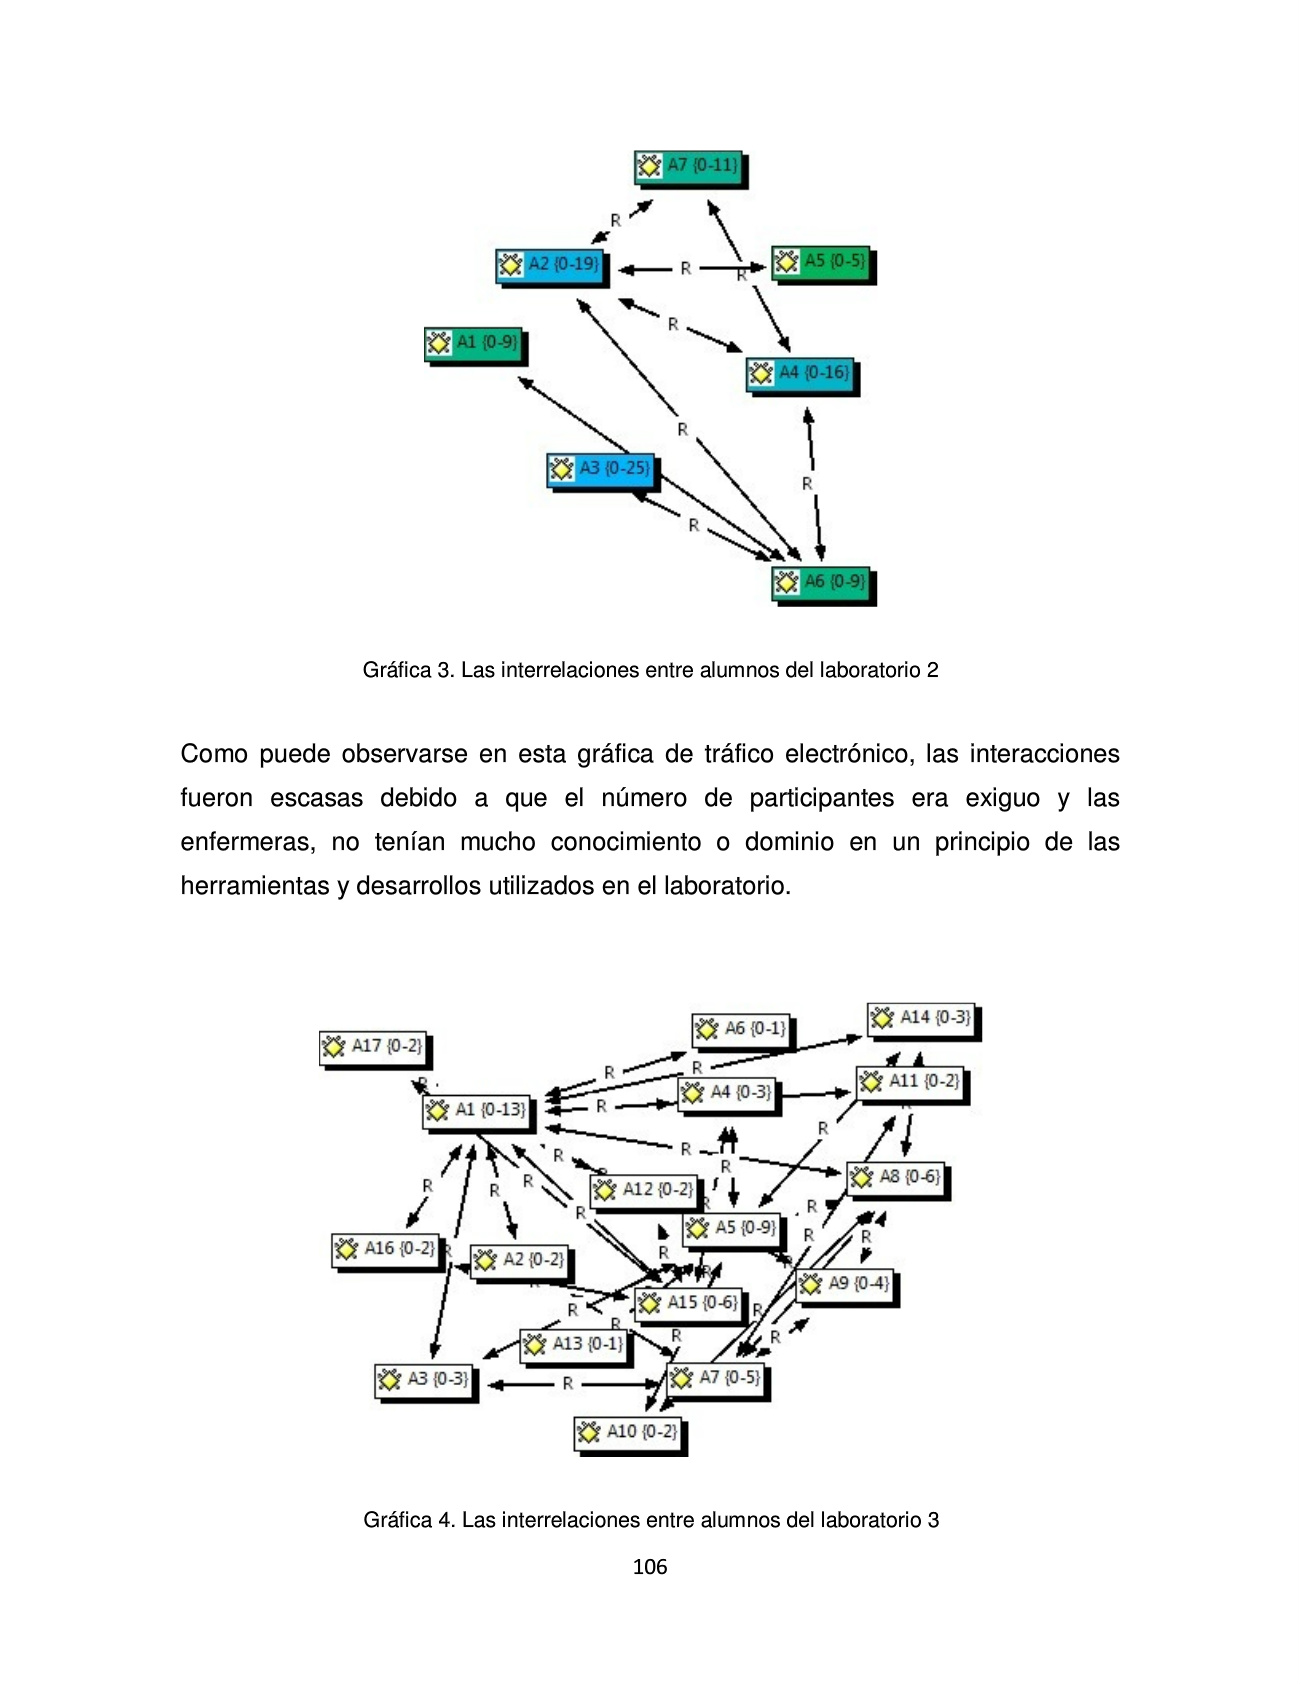 A7 {0-11}
R
A2 {0-19}
R
R
A5 {0-5}
R
A1 {0-9}
A4 {0-16}
R
A3 {0-25}
R
R
A6 {0-9}
Gráfica 3. Las interrelaciones entre alumnos del laboratorio 2
Como puede observarse en esta gráfica de tráfico electrónico, las interacciones
fueron escasas debido a que el número de participantes era exiguo y las
enfermeras, no tenían mucho conocimiento o dominio en un principio de las
herramientas y desarrollos utilizados en el laboratorio.
A14 {0-3}
A6 {0-1}
A17 {0-2}
R
R
R
A11 {0-2}
A4 {0-3}
R
A1 {0-13}
R
R
R
R
R
A8 {0-6}
R
R
R
A12 {0-2}
R
R
R
A5 {0-9}
R
R
A16 {0-2}
R
R
A2 {0-2}
R
R
A9 {0-4}
A15 {0-6}
R
R
R
R
R
A13 {0-1}
A3 {0-3}
R
A7 {0-5}
A10 {0-2}
Gráfica 4. Las interrelaciones entre alumnos del laboratorio 3
106